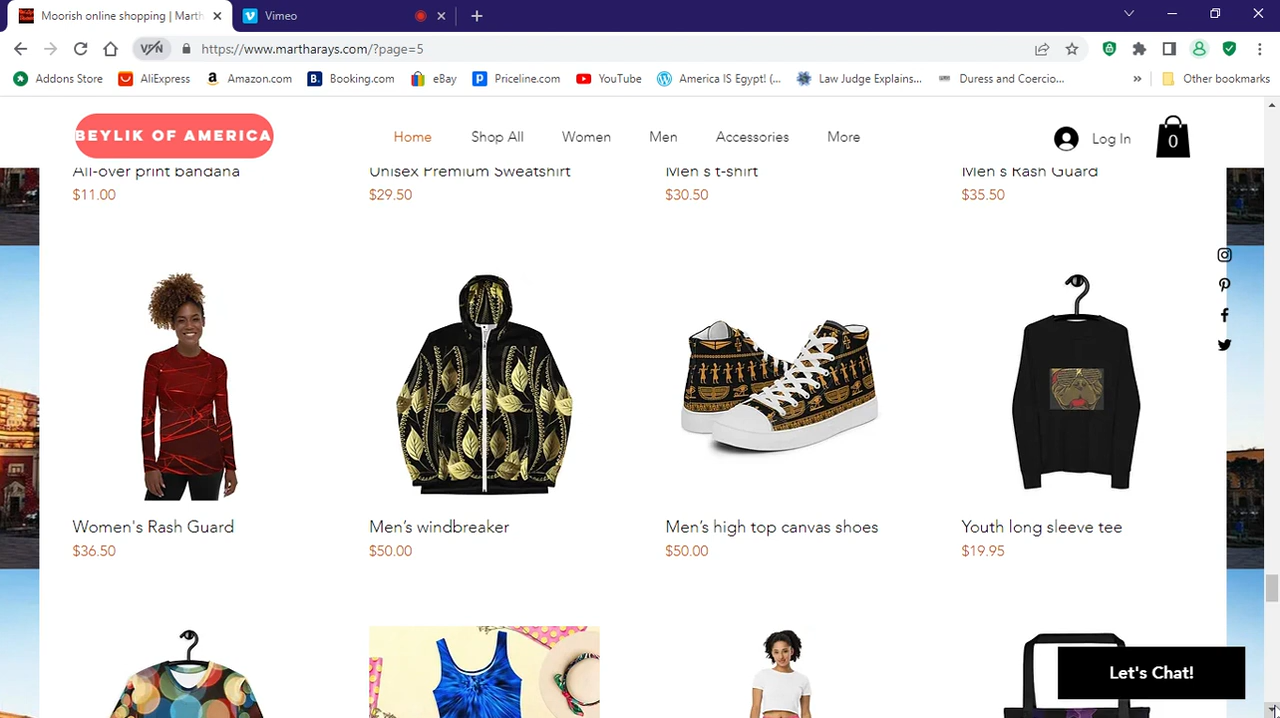 Moorish online shopping | Marth
Vimeo
VPN
https://www.martharays.com/?page=5
Addons Store
AliExpress
Amazon.com
Booking.com
eBay
Priceline.com
YouTube
America IS Egypt! (...
Law Judge Explains...
Duress and Coercio...
Other bookmarks
BEYLIK OF AMERICA
Home
Shop All
Women
Men
Accessories
More
Log In
0
All-over print bandana
Unisex Premium Sweatshirt
Men's t-shirt
Men's Rash Guard
$11.00
$29.50
$30.50
$35.50
Women's Rash Guard
Men's windbreaker
Men's high top canvas shoes
Youth long sleeve tee
$36.50
$50.00
$50.00
$19.95
Let's Chat!